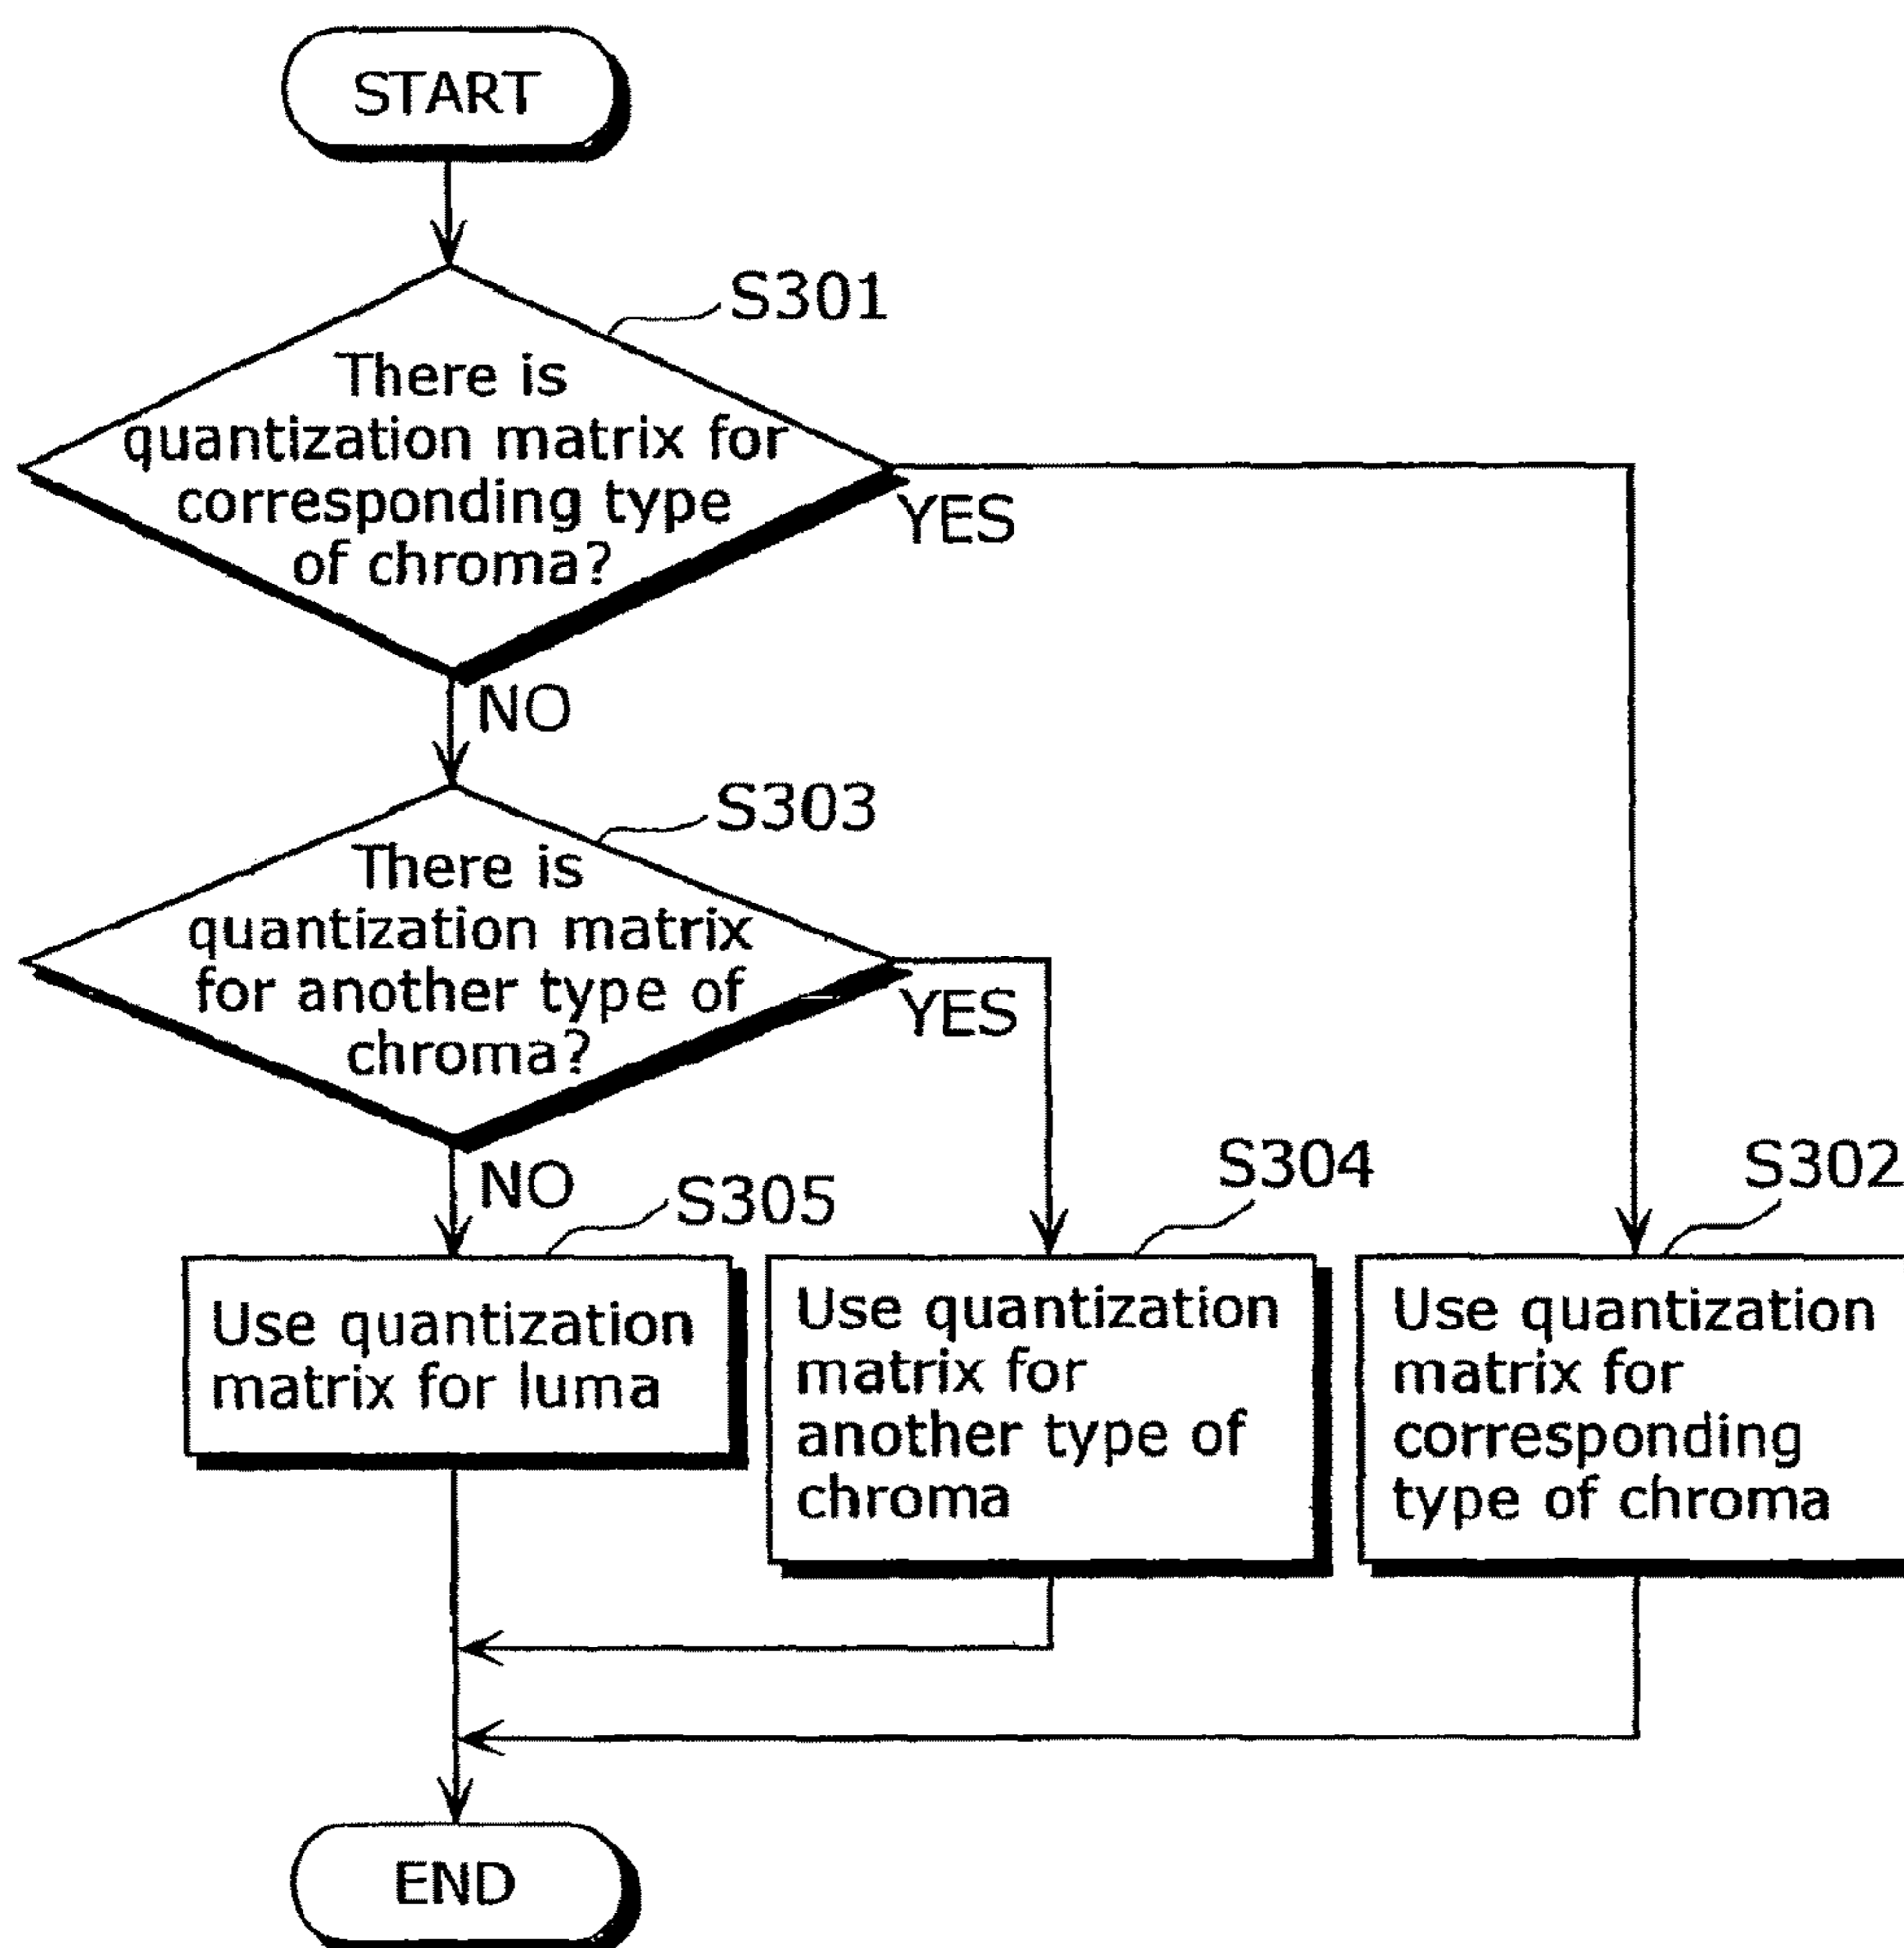 START
S301
There is
quantization matrix for
corresponding type
of chroma?
YES
NO
S303
There is
quantization matrix
for another type of
chroma?
YES
NO
S305
S304
S302
Use quantization
matrix for luma
Use quantization
matrix for
another type of
chroma
Use quantization
matrix for
corresponding
type of chroma
END